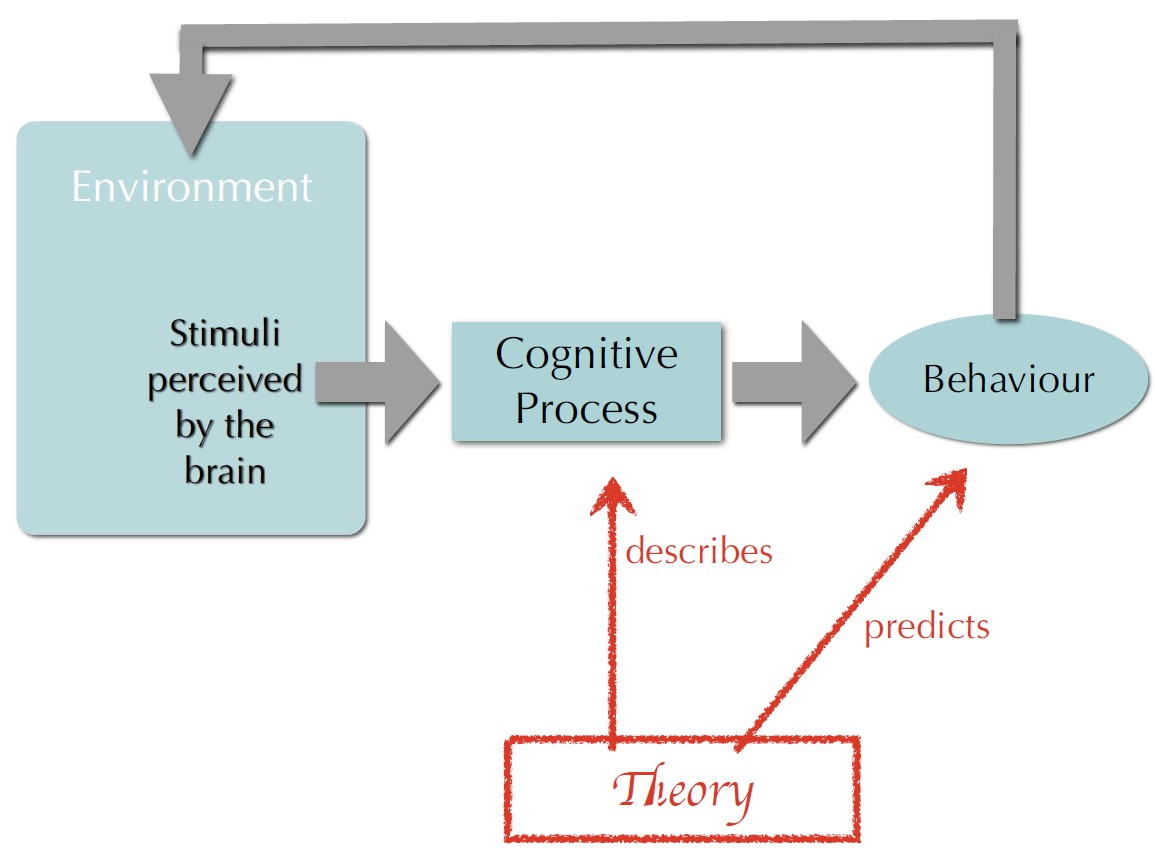 Environment
Stimuli
perceived
by the
brain
Cognitive
Process
Behaviour
describes
predicts
Theory